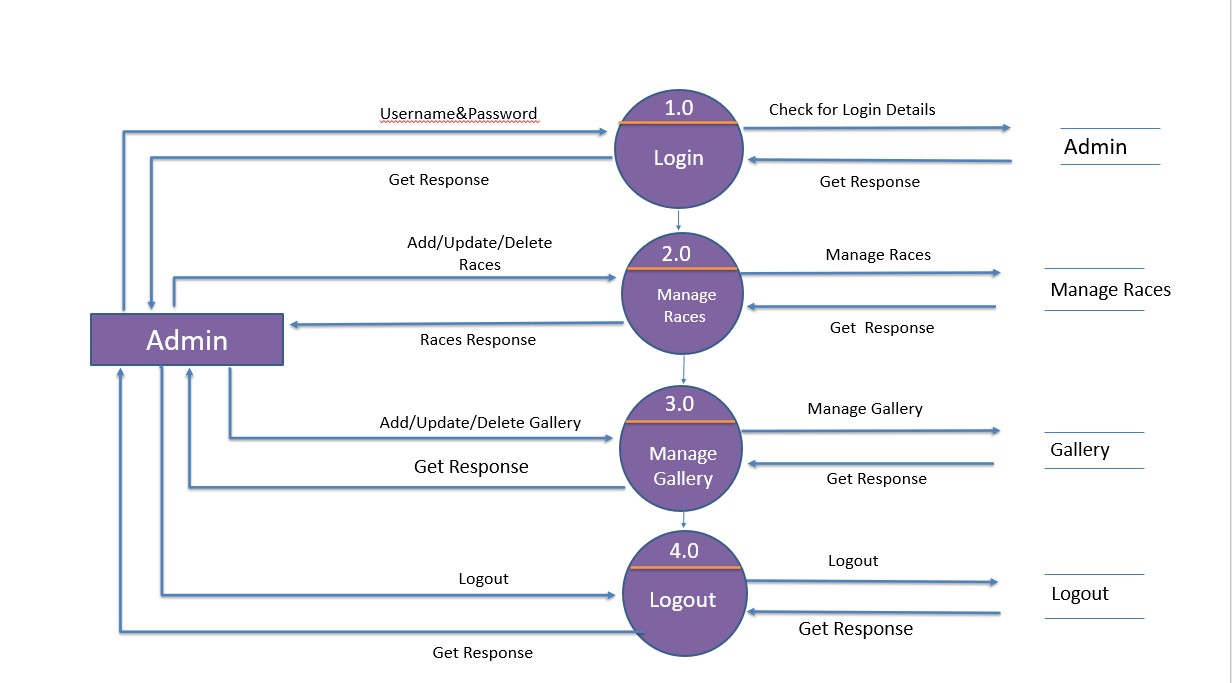 1.0
Username&Password
Check for Login Details
Admin
Login
Get Response
Get Response
Add/Update/Delete
Races
2.0
Manage Races
Manage Races
Manage
Races
Admin
Races Response
Get  Response
3.0
Manage Gallery
Add/Update/Delete Gallery
Manage
Gallery
Gallery
Get Response
Get Response
4.0
Logout
Logout
Logout
Logout
Get Response
Get Response